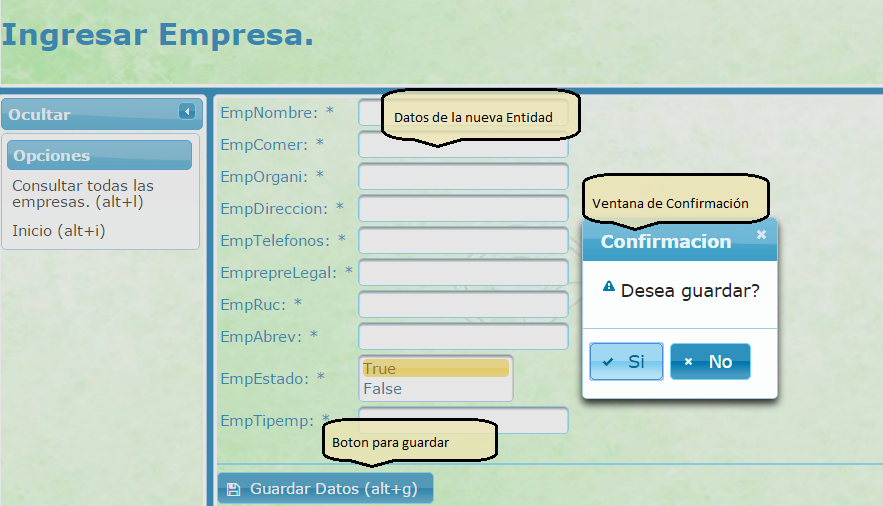 Ingresar Empresa.
Ocultar
Opciones
Consultar todas las
empresas. (alt+l)
Inicio (alt+i)
EmpNombre: *
Datos de la nueva Entidad
EmpComer: *
EmpOrgani: *
EmpDireccion: *
EmpTelefonos: *
EmprepreLegal: *
EmpRuc: *
EmpAbrev: *
EmpEstado: *
True
False
EmpTipemp: *
Boton para guardar
Guardar Datos (alt+g)
Ventana de Confirmación
Confirmacion
Desea guardar?
Si
No